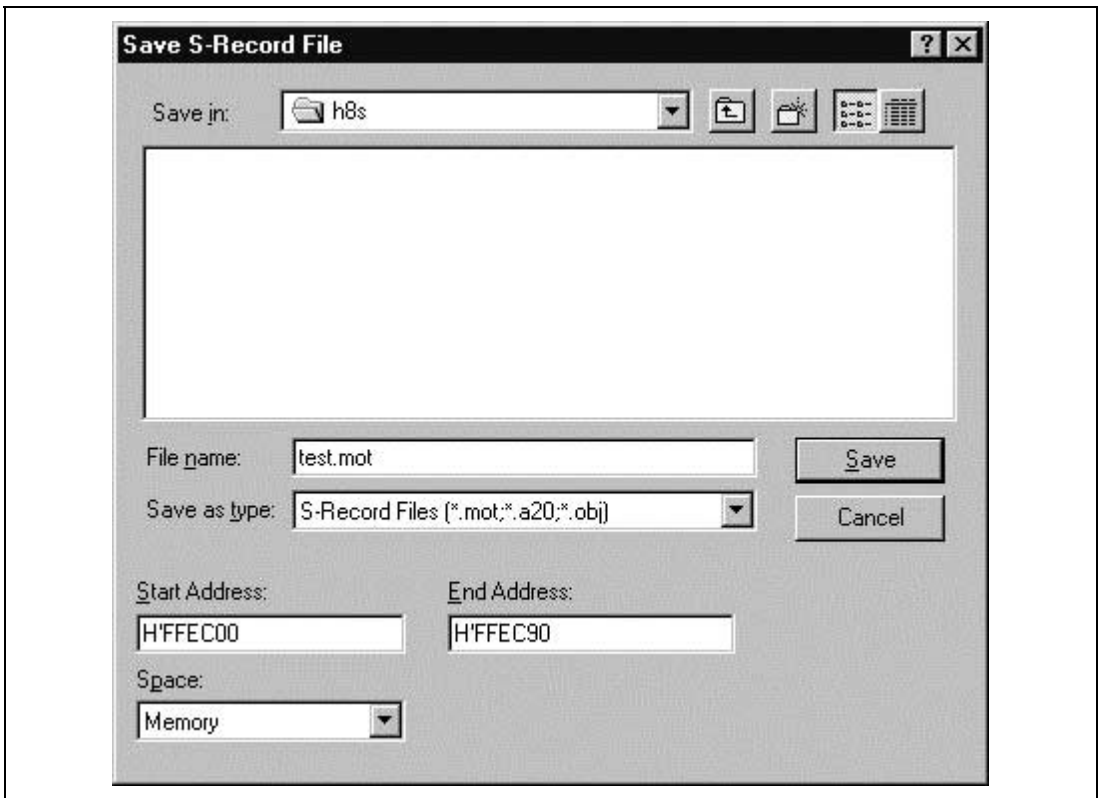 Save S-Record File
Save in: h8s
File name: test.mot
Save as type: S-Record Files (*.mot;*.a20;*.obj)
Save
Cancel
Start Address: End Address:
H'FFEC00 H'FFEC90
Space:
Memory